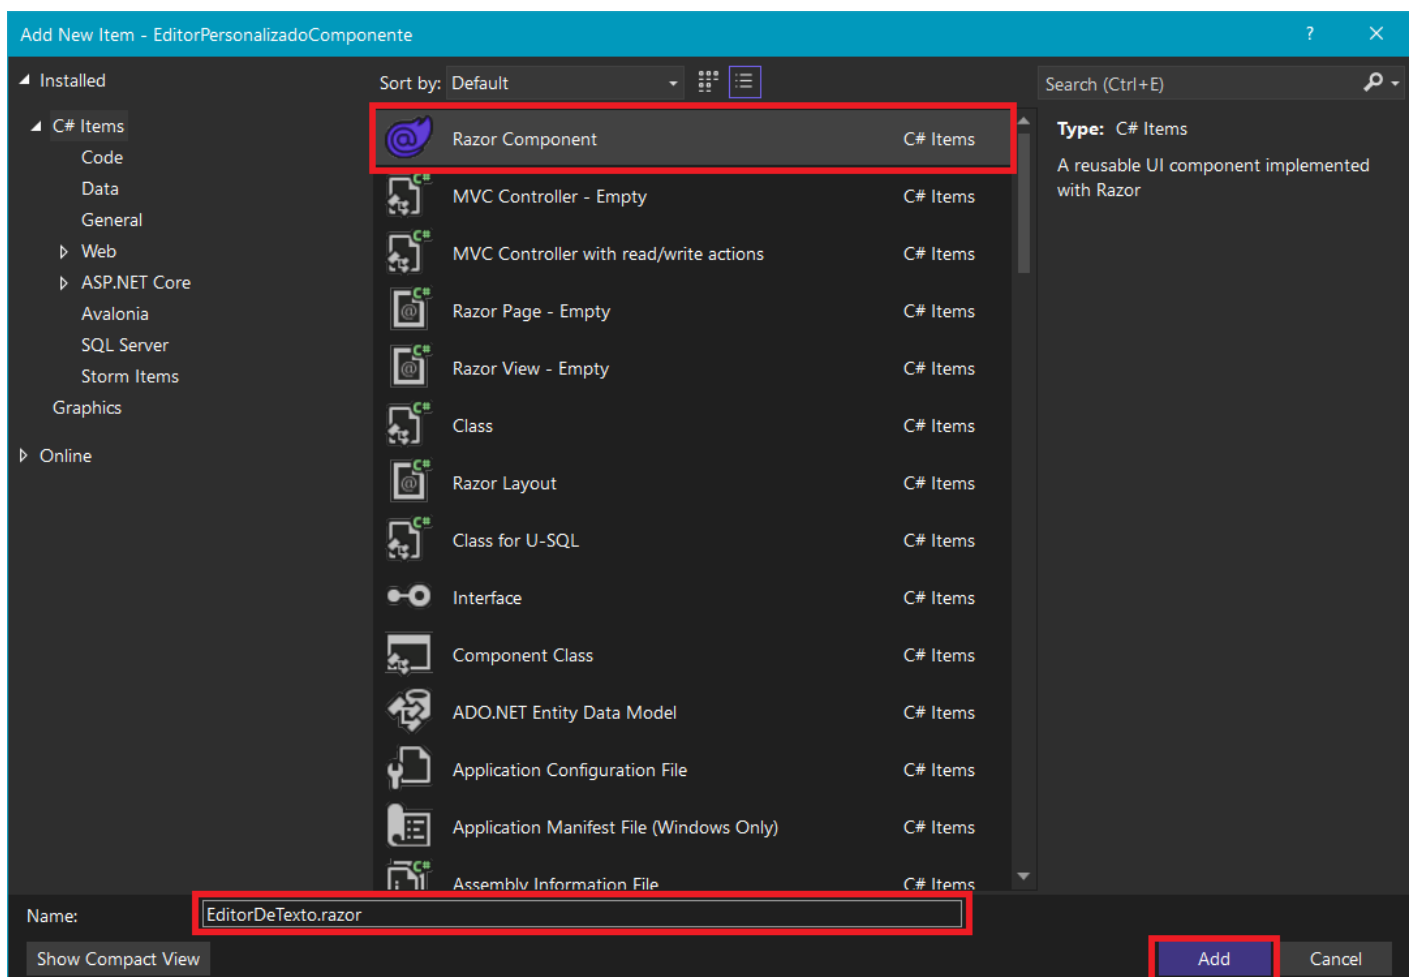 Add New Item - EditorPersonalizadoComponente
?
Installed
C# Items
Code
Data
General
Web
ASP.NET Core
Avalonia
SQL Server
Storm Items
Graphics
Online
Sort by: Default
Razor Component C# Items
MVC Controller - Empty C# Items
MVC Controller with read/write actions C# Items
Razor Page - Empty C# Items
Razor View - Empty C# Items
Class C# Items
Razor Layout C# Items
Class for U-SQL C# Items
Interface C# Items
Component Class C# Items
ADO.NET Entity Data Model C# Items
Application Configuration File C# Items
Application Manifest File (Windows Only) C# Items
Assembly Information File C# Items
Search (Ctrl+E)
Type: C# Items
A reusable UI component implemented
with Razor
Name: EditorDeTexto.razor
Show Compact View
Add
Cancel